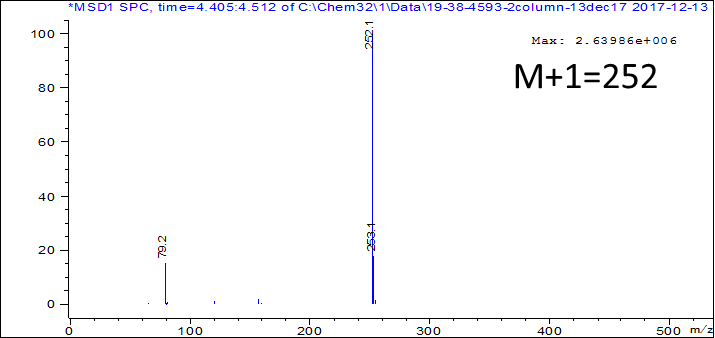 *MSD1 SPC, time=4.405:4.512 of C:\Chem32\1\Data\19-38-4593-2column-13dec17 2017-12-13
Max: 2.63986e+006
M+1=252
252.1
253.1
79.2
100
80
60
40
20
0
0 100 200 300 400 500 m/z